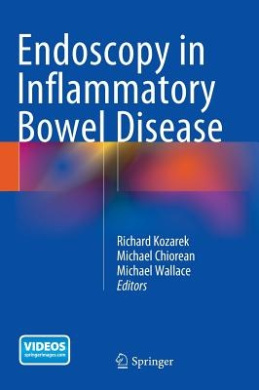 Endoscopy in
Inflammatory
Bowel Disease
Richard Kozarek
Michael Chiorean
Michael Wallace
Editors
VIDEOS
springerimages.com
Springer